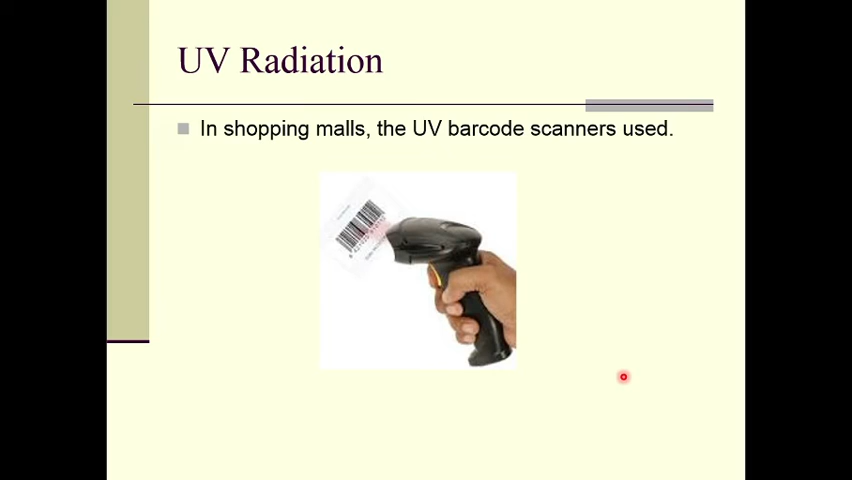 UV Radiation
In shopping malls, the UV barcode scanners used.